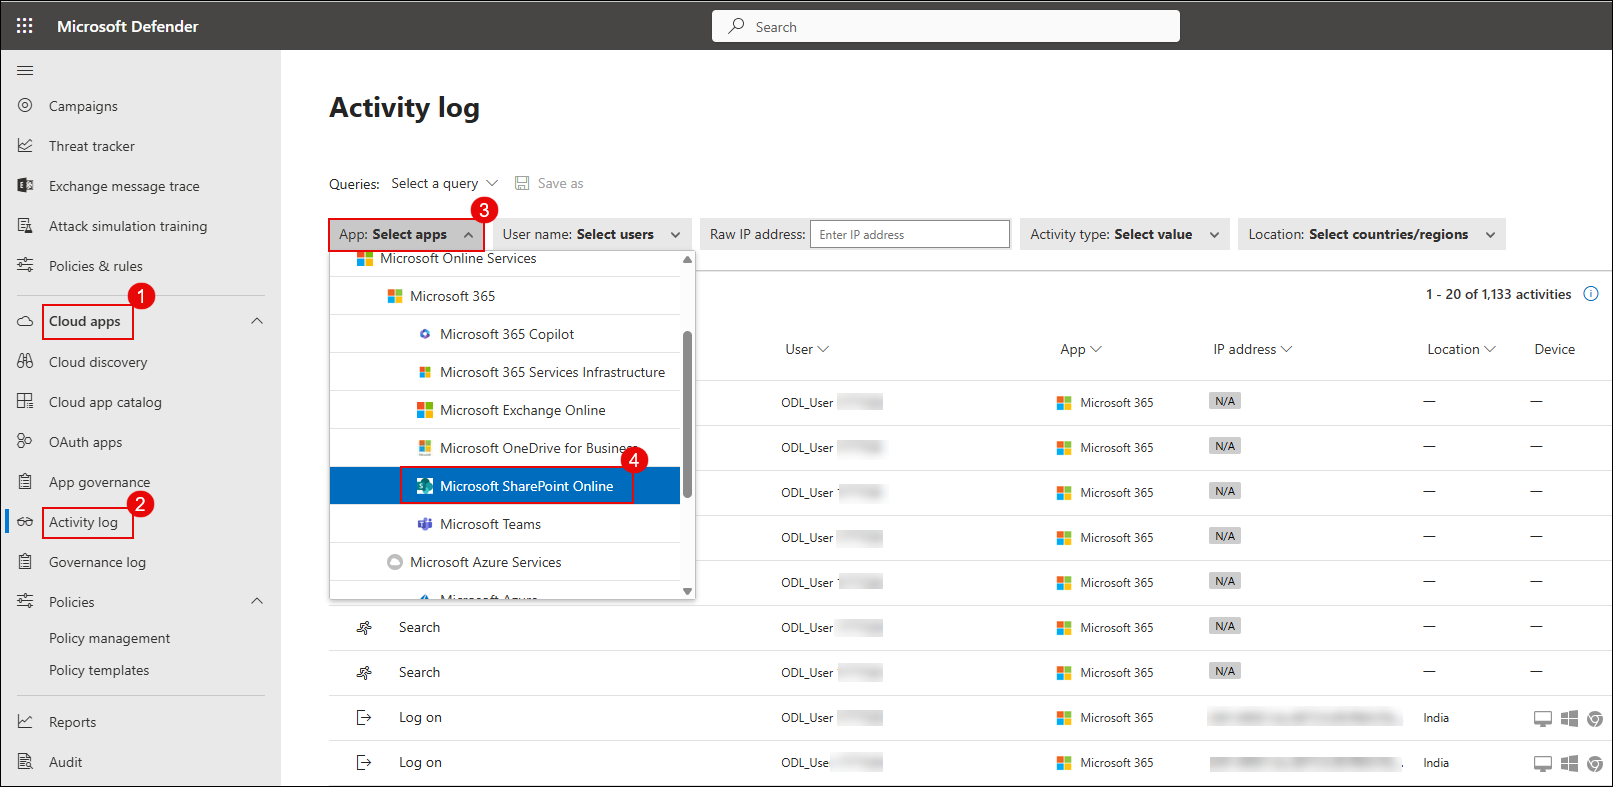 Microsoft Defender
Search
Campaigns
Threat tracker
Exchange message trace
Attack simulation training
Policies & rules
1
Cloud apps
Cloud discovery
Cloud app catalog
OAuth apps
App governance
2
Activity log
Governance log
Policies
Policy management
Policy templates
Reports
Audit
Activity log
Queries: Select a query Save as
3
App: Select apps User name: Select users Raw IP address: Enter IP address Activity type: Select value Location: Select countries/regions
Microsoft Online Services
Microsoft 365
Microsoft 365 Copilot
Microsoft 365 Services Infrastructure
Microsoft Exchange Online
Microsoft OneDrive for Business
4
Microsoft SharePoint Online
Microsoft Teams
Microsoft Azure Services
Microsoft Azure
1 - 20 of 1,133 activities
User App IP address Location Device
ODL_User Microsoft 365 N/A — —
ODL_User Microsoft 365 N/A — —
ODL_User Microsoft 365 N/A — —
ODL_User Microsoft 365 N/A — —
ODL_User Microsoft 365 N/A — —
Search ODL_User Microsoft 365 N/A — —
Search ODL_User Microsoft 365 N/A — —
Log on ODL_User Microsoft 365 India
Log on ODL_Use Microsoft 365 India